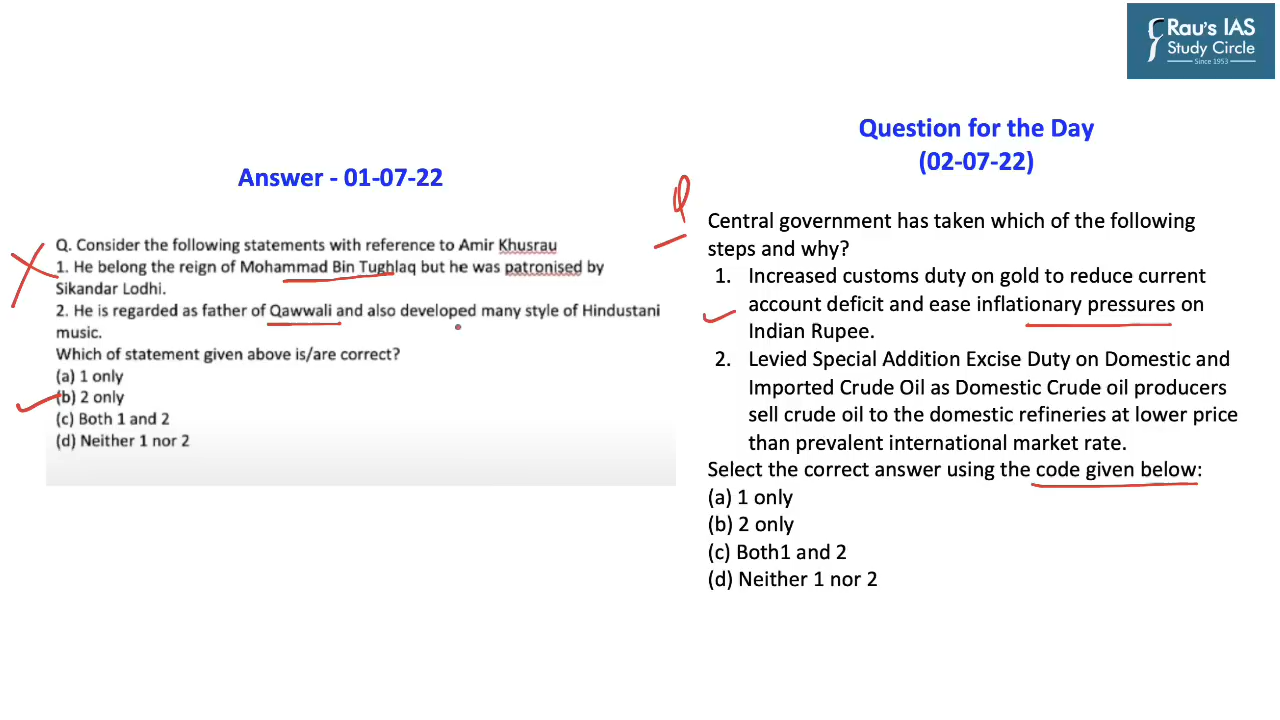 Rau's IAS
Study Circle
Since 1953
Answer - 01-07-22
Q. Consider the following statements with reference to Amir Khusrau
1. He belong the reign of Mohammad Bin Tughlaq but he was patronised by
Sikandar Lodhi.
2. He is regarded as father of Qawwali and also developed many style of Hindustani
music.
Which of statement given above is/are correct?
(a) 1 only
(b) 2 only
(c) Both 1 and 2
(d) Neither 1 nor 2
Question for the Day
(02-07-22)
Q
Central government has taken which of the following
steps and why?
1. Increased customs duty on gold to reduce current
account deficit and ease inflationary pressures on
Indian Rupee.
2. Levied Special Addition Excise Duty on Domestic and
Imported Crude Oil as Domestic Crude oil producers
sell crude oil to the domestic refineries at lower price
than prevalent international market rate.
Select the correct answer using the code given below:
(a) 1 only
(b) 2 only
(c) Both1 and 2
(d) Neither 1 nor 2